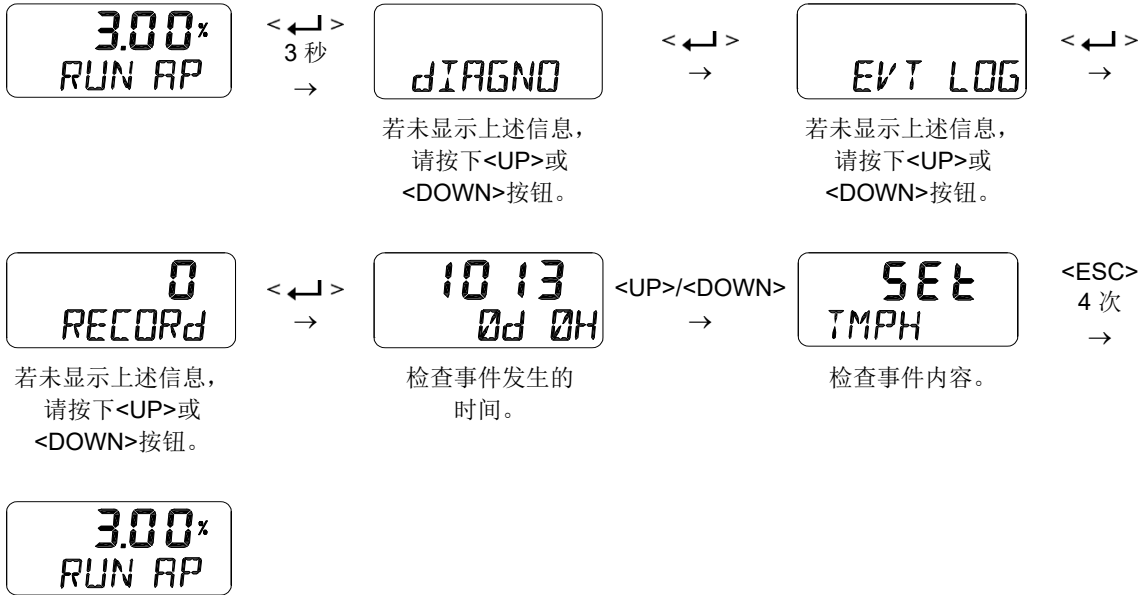 3.00%
RUN AP
< ↵ >
3 秒
→
dIAGNO
若未显示上述信息，
请按下<UP>或
<DOWN>按钮。
< ↵ >
→
EVT LOG
若未显示上述信息，
请按下<UP>或
<DOWN>按钮。
< ↵ >
→
0
RECORd
若未显示上述信息，
请按下<UP>或
<DOWN>按钮。
< ↵ >
→
1013
0d 0H
检查事件发生的
时间。
<UP>/<DOWN>
→
SEt
TMPH
检查事件内容。
<ESC>
4 次
→
3.00%
RUN AP